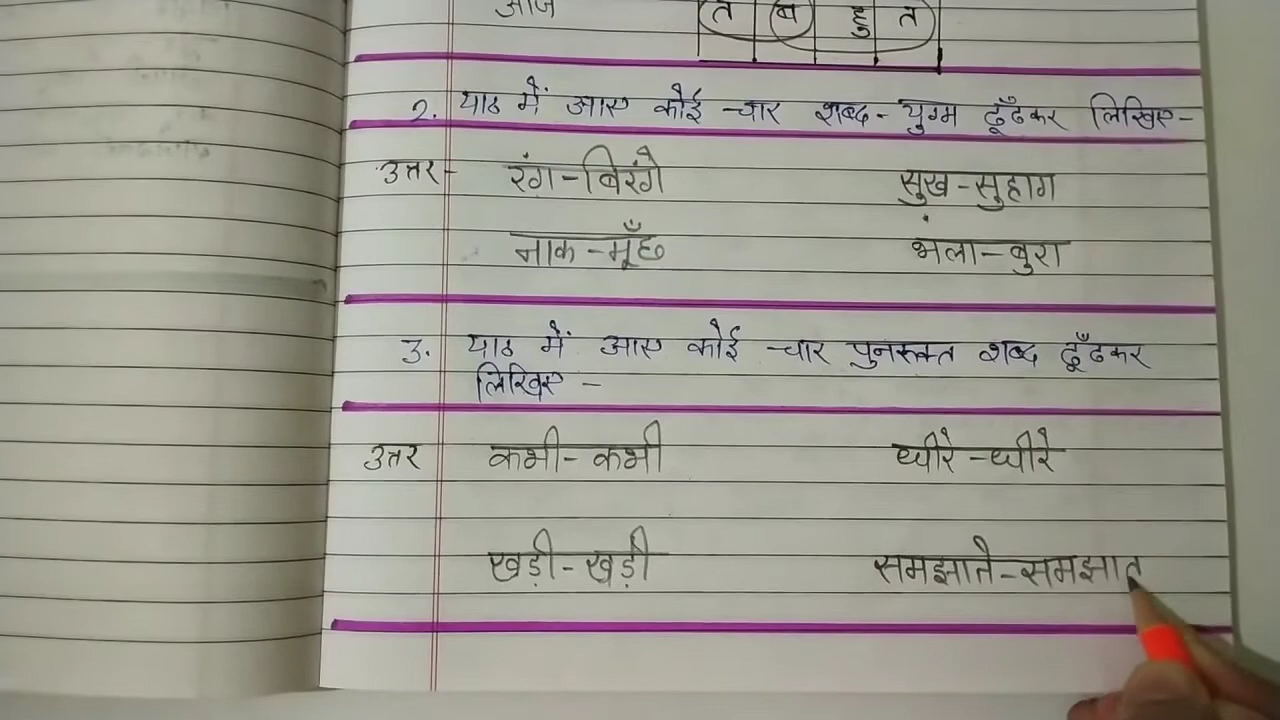 आज
त ब हु त
2. पाठ में आए कोई चार शब्द - युग्म ढूँढकर लिखिए -
उत्तर - रंग - बिरंगे सुख - सुहाग
नाक - मूँछ भला - बुरा
3. पाठ में आए कोई चार पुनरूक्त शब्द ढूँढकर
लिखिए -
उत्तर कभी - कभी धीरे - धीरे
खड़ी - खड़ी समझाते - समझात